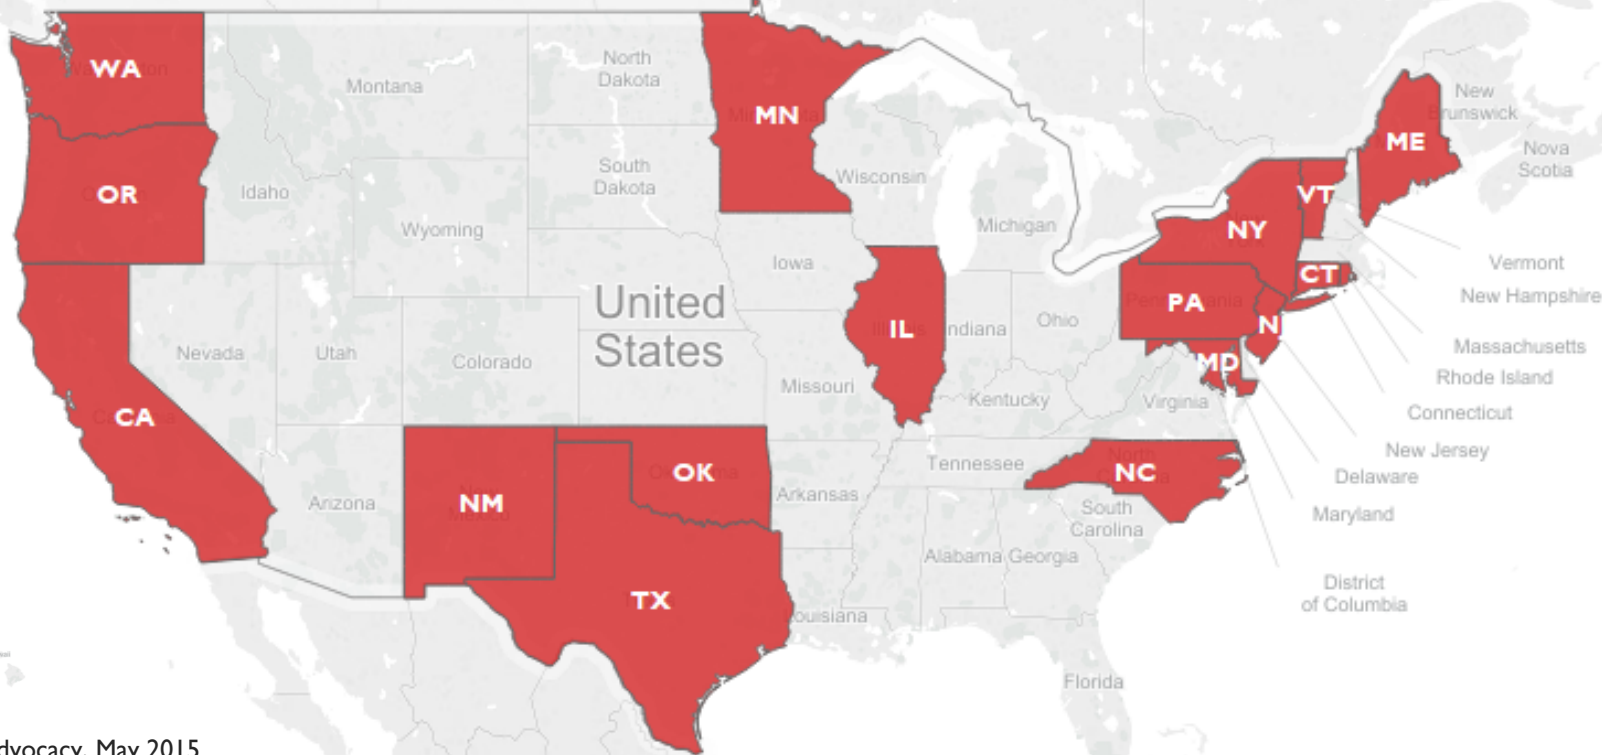 WA
Montana
North
Dakota
MN
New
Brunswick
ME
Nova
Scotia
OR
Idaho
South
Dakota
Wisconsin
VT
Wyoming
Michigan
NY
Iowa
Vermont
CT
New Hampshire
United
States
PA
IL
ndiana
Ohio
N
Nevada
Utah
Colorado
Massachusetts
MD
Rhode Island
Missouri
Kentucky
Virginia
Connecticut
CA
New Jersey
OK
NC
Tennessee
Delaware
NM
Arizona
Arkansas
South
Carolina
Maryland
Alabama
Georgia
TX
District
of Columbia
ouisiana
Florida
dvocacy, May 2015